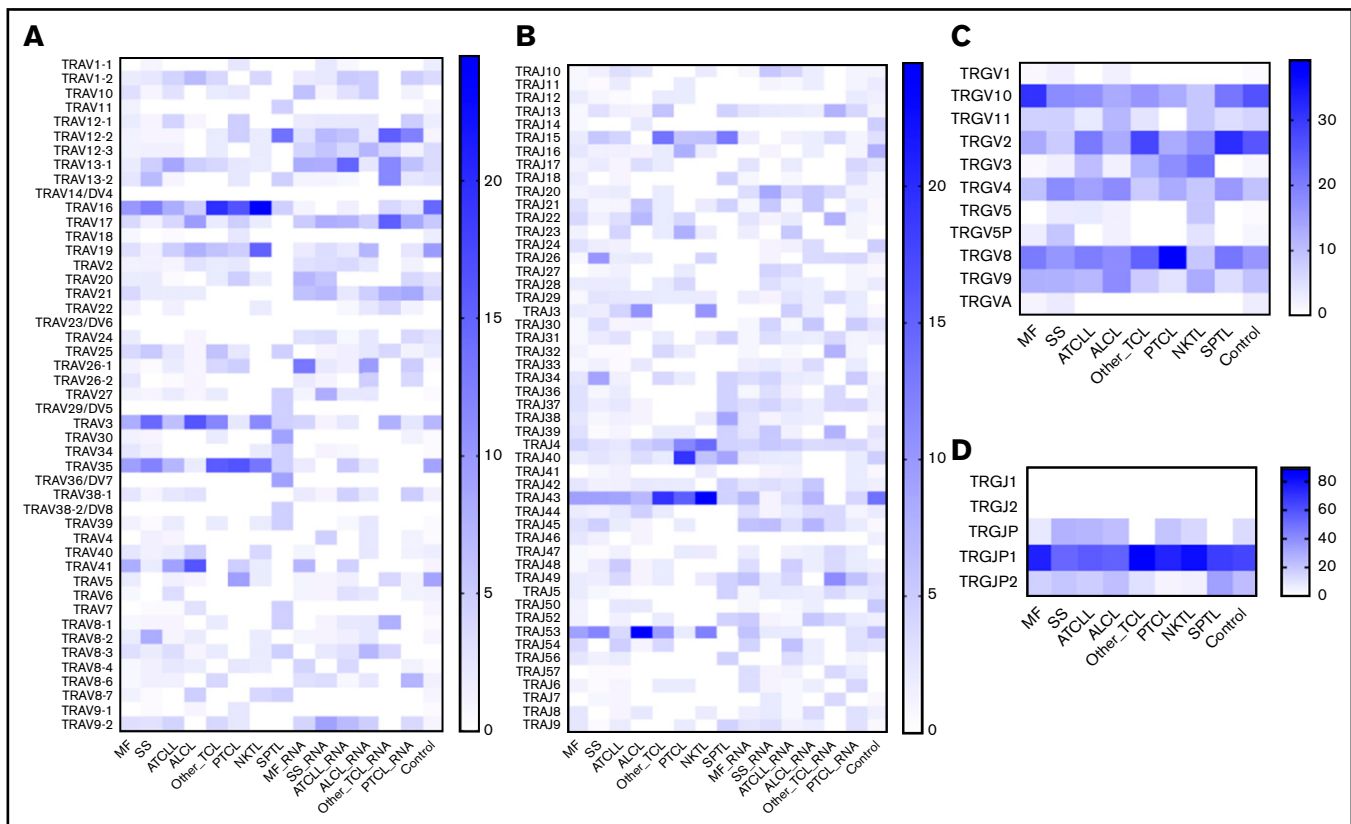 A
TRAV1-1
TRAV1-2
TRAV10
TRAV11
TRAV12-1
TRAV12-2
TRAV12-3
TRAV13-1
TRAV13-2
TRAV14/DV4
TRAV16
TRAV17
TRAV18
TRAV19
TRAV2
TRAV20
TRAV21
TRAV22
TRAV23/DV6
TRAV24
TRAV25
TRAV26-1
TRAV26-2
TRAV27
TRAV29/DV5
TRAV3
TRAV30
TRAV34
TRAV35
TRAV36/DV7
TRAV38-1
TRAV38-2/DV8
TRAV39
TRAV4
TRAV40
TRAV41
TRAV5
TRAV6
TRAV7
TRAV8-1
TRAV8-2
TRAV8-3
TRAV8-4
TRAV8-6
TRAV8-7
TRAV9-1
TRAV9-2
MF
SS
ATCLL
ALCL
Other_TCL
PTCL
NKTL
SPTL
MF_RNA
SS_RNA
ATCLL_RNA
ALCL_RNA
Other_TCL_RNA
PTCL_RNA
Control
20
15
10
5
0
B
TRAJ10
TRAJ11
TRAJ12
TRAJ13
TRAJ14
TRAJ15
TRAJ16
TRAJ17
TRAJ18
TRAJ20
TRAJ21
TRAJ22
TRAJ23
TRAJ24
TRAJ26
TRAJ27
TRAJ28
TRAJ29
TRAJ3
TRAJ30
TRAJ31
TRAJ32
TRAJ33
TRAJ34
TRAJ36
TRAJ37
TRAJ38
TRAJ39
TRAJ4
TRAJ40
TRAJ41
TRAJ42
TRAJ43
TRAJ44
TRAJ45
TRAJ46
TRAJ47
TRAJ48
TRAJ49
TRAJ5
TRAJ50
TRAJ52
TRAJ53
TRAJ54
TRAJ56
TRAJ57
TRAJ6
TRAJ7
TRAJ8
TRAJ9
MF
SS
ATCLL
ALCL
Other_TCL
PTCL
NKTL
SPTL
MF_RNA
SS_RNA
ATCLL_RNA
ALCL_RNA
Other_TCL_RNA
PTCL_RNA
Control
20
15
10
5
0
C
TRGV1
TRGV10
TRGV11
TRGV2
TRGV3
TRGV4
TRGV5
TRGV5P
TRGV8
TRGV9
TRGVA
MF
SS
ATCLL
ALCL
Other_TCL
PTCL
NKTL
SPTL
Control
30
20
10
0
D
TRGJ1
TRGJ2
TRGJP
TRGJP1
TRGJP2
MF
SS
ATCLL
ALCL
Other_TCL
PTCL
NKTL
SPTL
Control
80
60
40
20
0